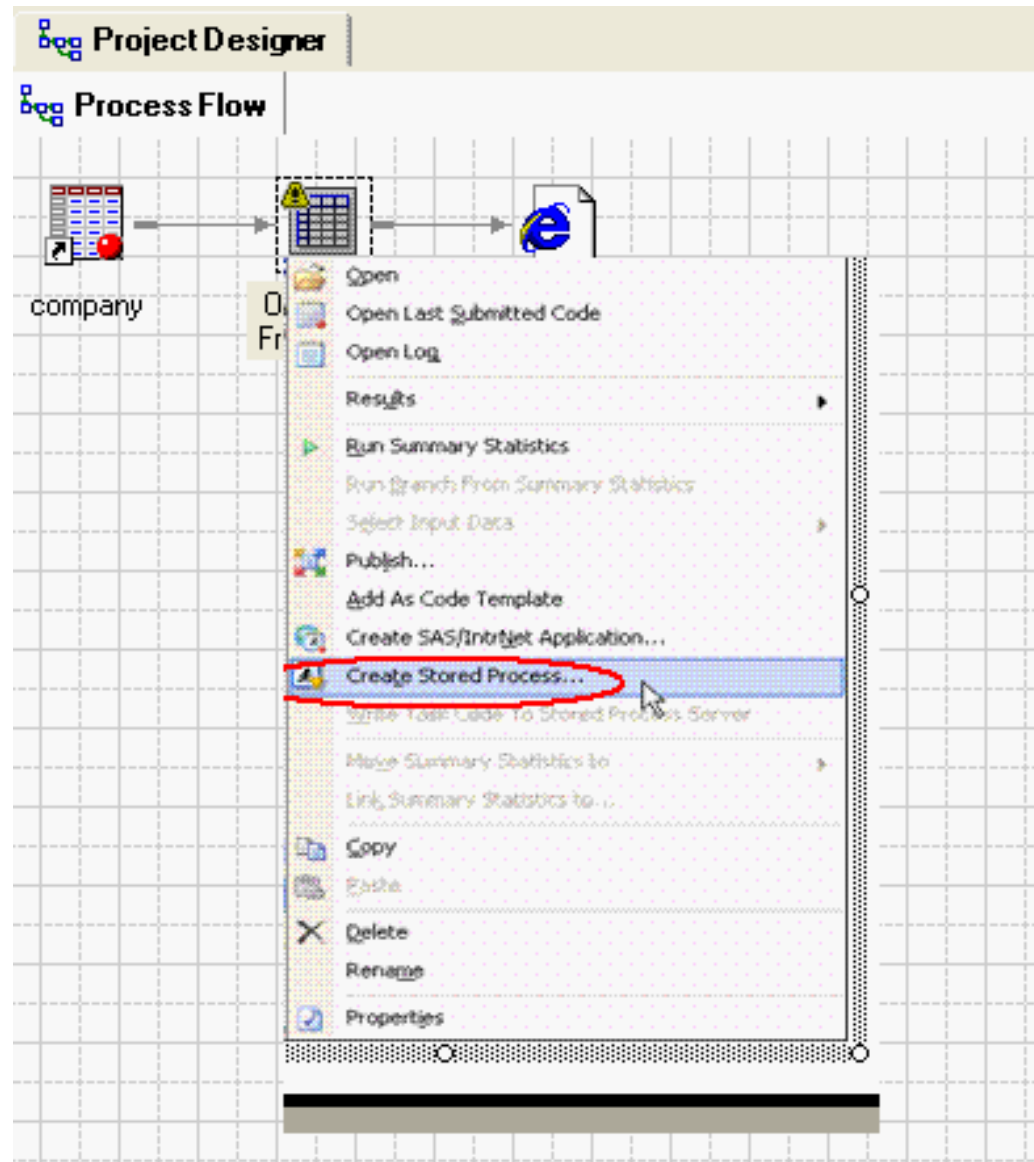 Project Designer
Process Flow
company
O
Fr
Open
Open Last Submitted Code
Open Log
Results
Run Summary Statistics
Run Branch From Summary Statistics
Select Input Data
Publish...
Add As Code Template
Create SAS/IntrNet Application...
Create Stored Process...
Write Task Code To Stored Process Server
Move Summary Statistics to
Link Summary Statistics to...
Copy
Paste
Delete
Rename
Properties